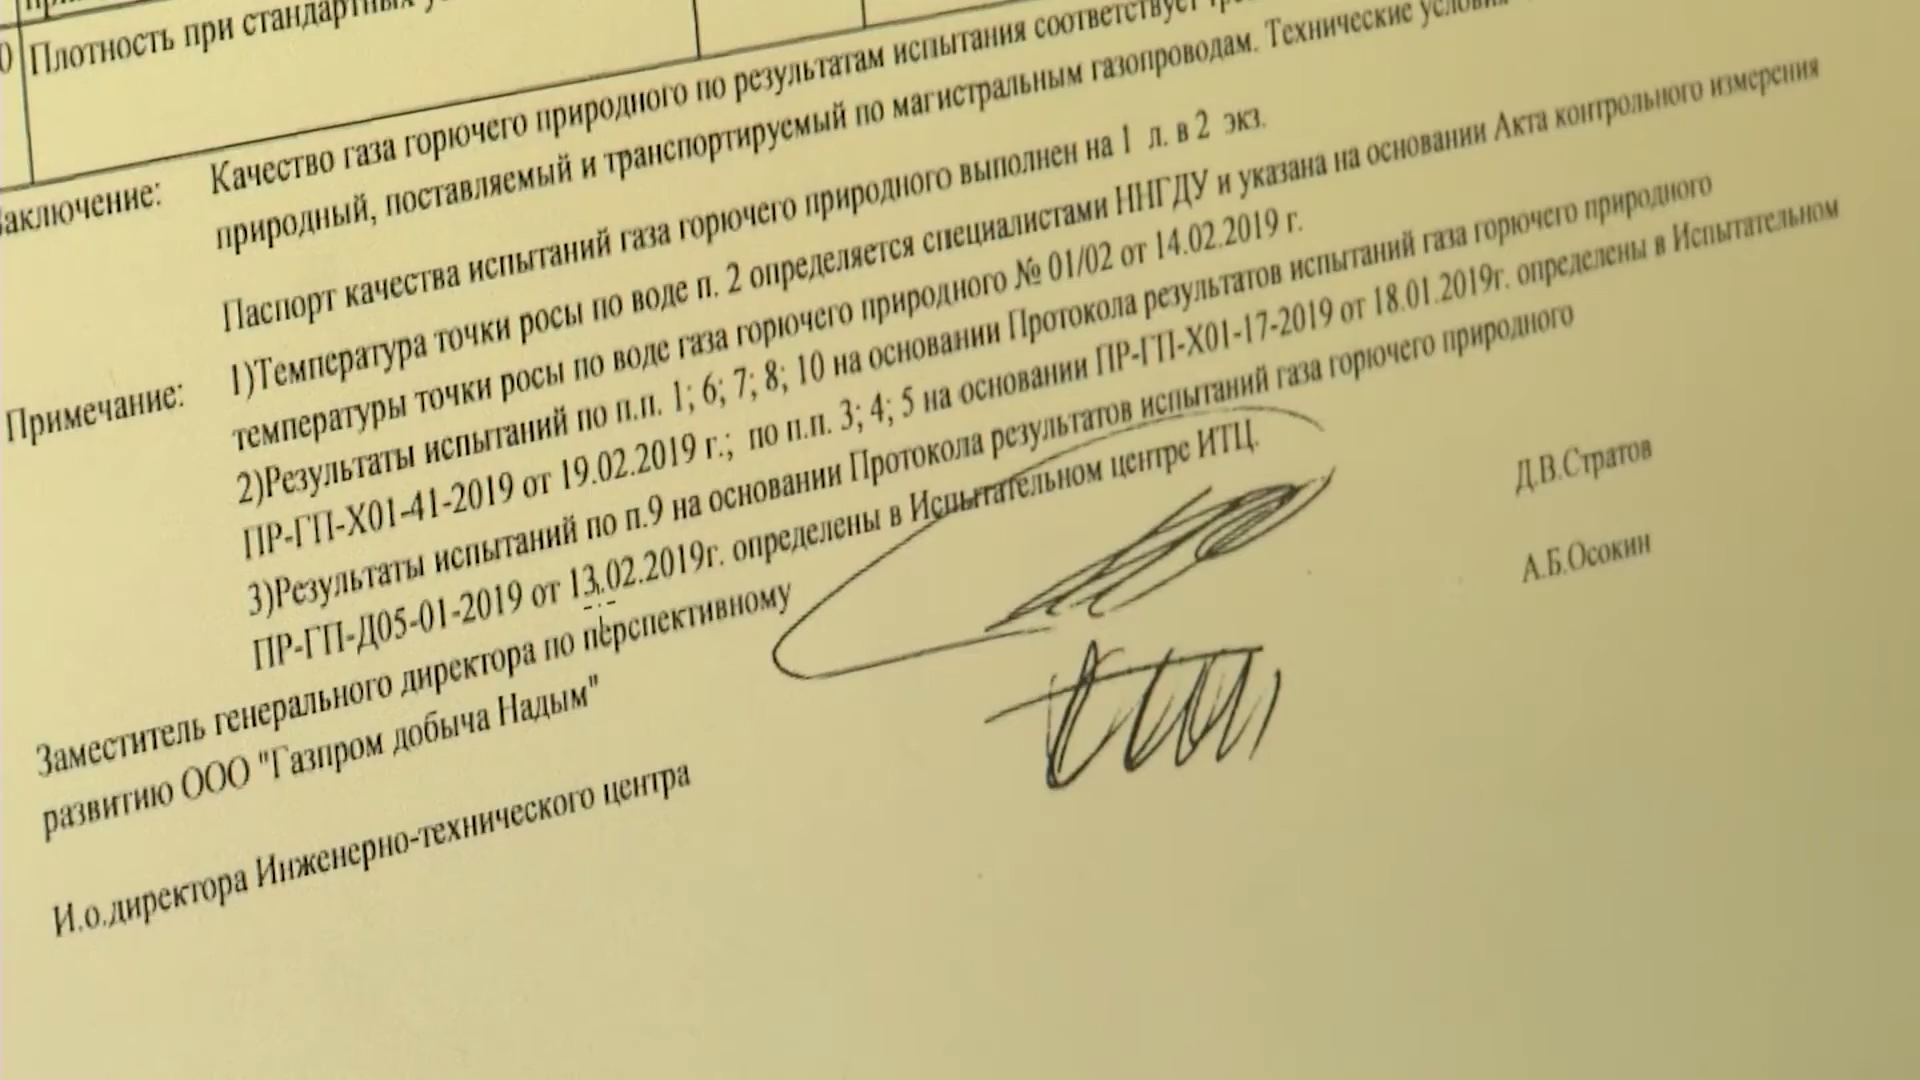 Плотность при стандартных
Заключение: Качество газа горючего природного по результатам испытания соответствует
природный, поставляемый и транспортируемый по магистральным газопроводам. Технические условия
Паспорт качества испытаний газа горючего природного выполнен на 1 л. в 2 экз.
Примечание: 1)Температура точки росы по воде п. 2 определяется специалистами ННГДУ и указана на основании Акта контрольного измерения
температуры точки росы по воде газа горючего природного № 01/02 от 14.02.2019 г.
2)Результаты испытаний по п.п. 1; 6; 7; 8; 10 на основании Протокола результатов испытаний газа горючего природного
ПР-ГП-Х01-41-2019 от 19.02.2019 г.; по п.п. 3; 4; 5 на основании ПР-ГП-Х01-17-2019 от 18.01.2019г. определены в Испытательном
3)Результаты испытаний по п.9 на основании Протокола результатов испытаний газа горючего природного
ПР-ГП-Д05-01-2019 от 13.02.2019г. определены в Испытательном центре ИТЦ.
Заместитель генерального директора по перспективному
развитию ООО "Газпром добыча Надым"
Д.В.Стратов
И.о.директора Инженерно-технического центра
А.Б.Осокин